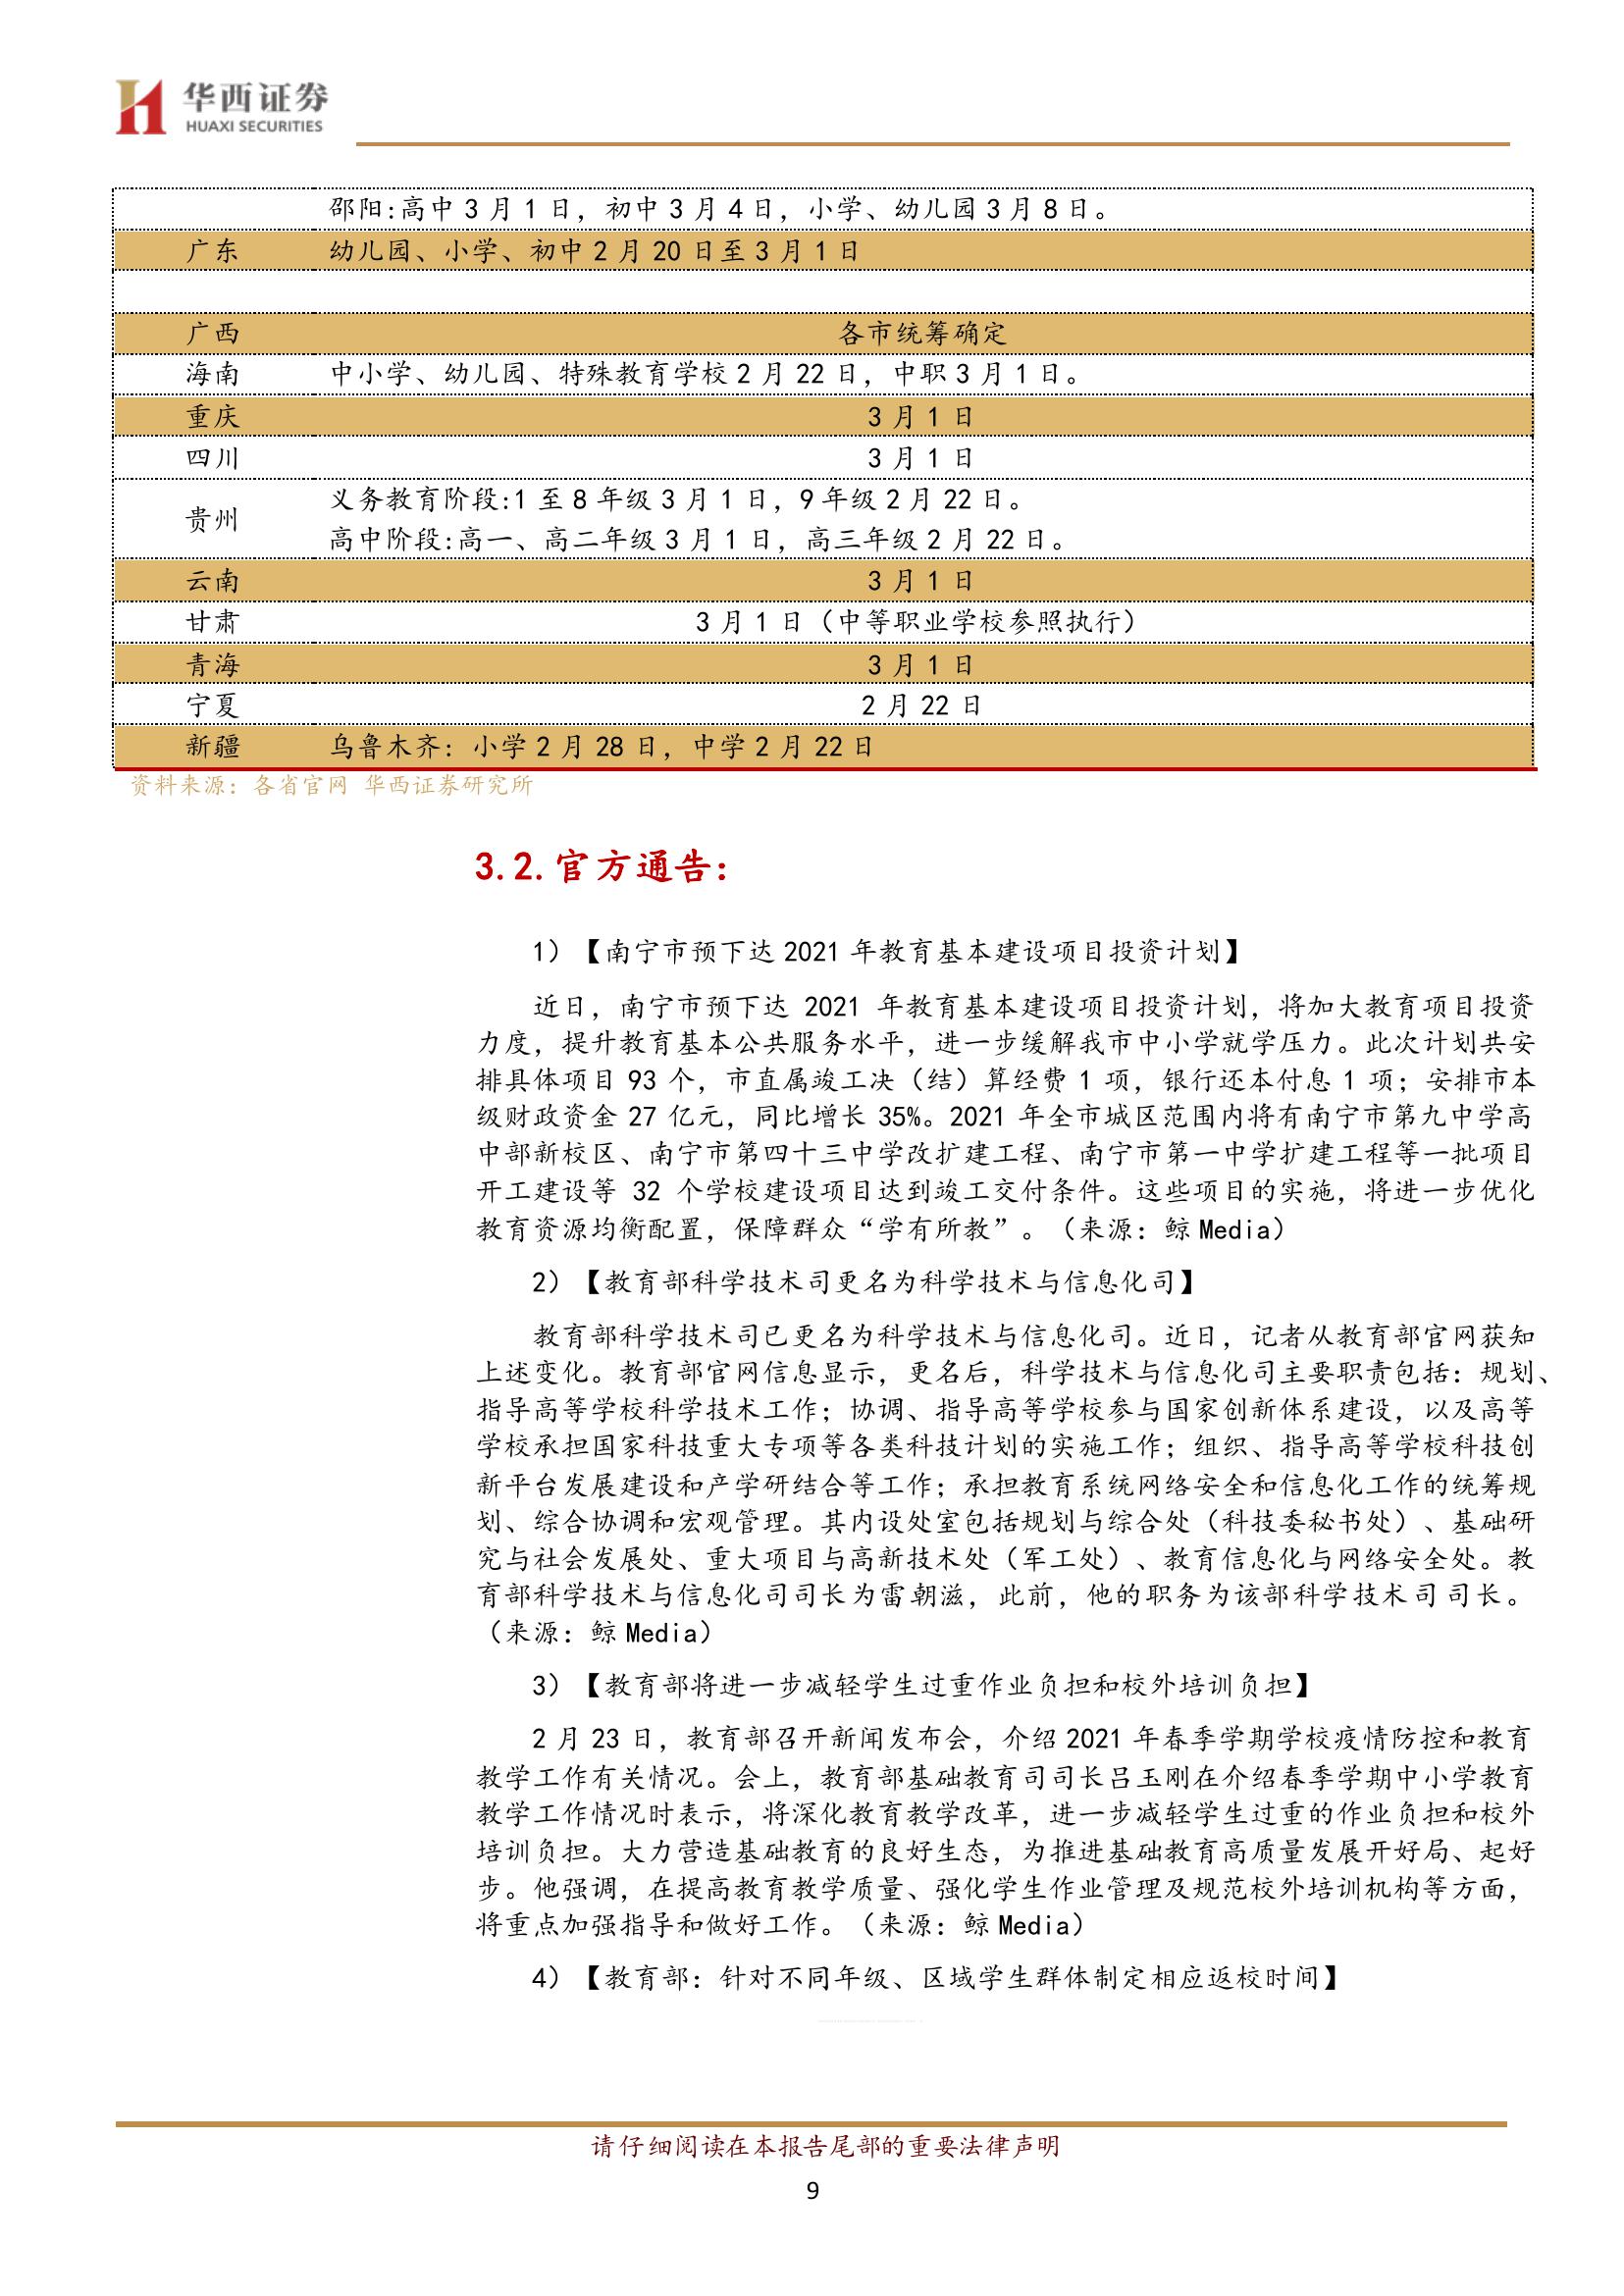 华西证券
HUAXI SECURITIES
邵阳:高中 3 月 1 日，初中 3 月 4 日，小学、幼儿园 3 月 8 日。
广东 幼儿园、小学、初中 2 月 20 日至 3 月 1 日
广西 各市统筹确定
海南 中小学、幼儿园、特殊教育学校 2 月 22 日，中职 3 月 1 日。
重庆 3 月 1 日
四川 3 月 1 日
贵州 义务教育阶段:1 至 8 年级 3 月 1 日，9 年级 2 月 22 日。
高中阶段:高一、高二年级 3 月 1 日，高三年级 2 月 22 日。
云南 3 月 1 日
甘肃 3 月 1 日（中等职业学校参照执行）
青海 3 月 1 日
宁夏 2 月 22 日
新疆 乌鲁木齐：小学 2 月 28 日，中学 2 月 22 日
资料来源：各省官网 华西证券研究所
3.2.官方通告：
1）【南宁市预下达 2021 年教育基本建设项目投资计划】
近日，南宁市预下达 2021 年教育基本建设项目投资计划，将加大教育项目投资
力度，提升教育基本公共服务水平，进一步缓解我市中小学就学压力。此次计划共安
排具体项目 93 个，市直属竣工决（结）算经费 1 项，银行还本付息 1 项；安排市本
级财政资金 27 亿元，同比增长 35%。2021 年全市城区范围内将有南宁市第九中学高
中部新校区、南宁市第四十三中学改扩建工程、南宁市第一中学扩建工程等一批项目
开工建设等 32 个学校建设项目达到竣工交付条件。这些项目的实施，将进一步优化
教育资源均衡配置，保障群众“学有所教”。（来源：鲸 Media）
2）【教育部科学技术司更名为科学技术与信息化司】
教育部科学技术司已更名为科学技术与信息化司。近日，记者从教育部官网获知
上述变化。教育部官网信息显示，更名后，科学技术与信息化司主要职责包括：规划、
指导高等学校科学技术工作；协调、指导高等学校参与国家创新体系建设，以及高等
学校承担国家科技重大专项等各类科技计划的实施工作；组织、指导高等学校科技创
新平台发展建设和产学研结合等工作；承担教育系统网络安全和信息化工作的统筹规
划、综合协调和宏观管理。其内设处室包括规划与综合处（科技委秘书处）、基础研
究与社会发展处、重大项目与高新技术处（军工处）、教育信息化与网络安全处。教
育部科学技术与信息化司司长为雷朝滋，此前，他的职务为该部科学技术司司长。
（来源：鲸 Media）
3）【教育部将进一步减轻学生过重作业负担和校外培训负担】
2 月 23 日，教育部召开新闻发布会，介绍 2021 年春季学期学校疫情防控和教育
教学工作有关情况。会上，教育部基础教育司司长吕玉刚在介绍春季学期中小学教育
教学工作情况时表示，将深化教育教学改革，进一步减轻学生过重的作业负担和校外
培训负担。大力营造基础教育的良好生态，为推进基础教育高质量发展开好局、起好
步。他强调，在提高教育教学质量、强化学生作业管理及规范校外培训机构等方面，
将重点加强指导和做好工作。（来源：鲸 Media）
4）【教育部：针对不同年级、区域学生群体制定相应返校时间】
请仔细阅读在本报告尾部的重要法律声明
9